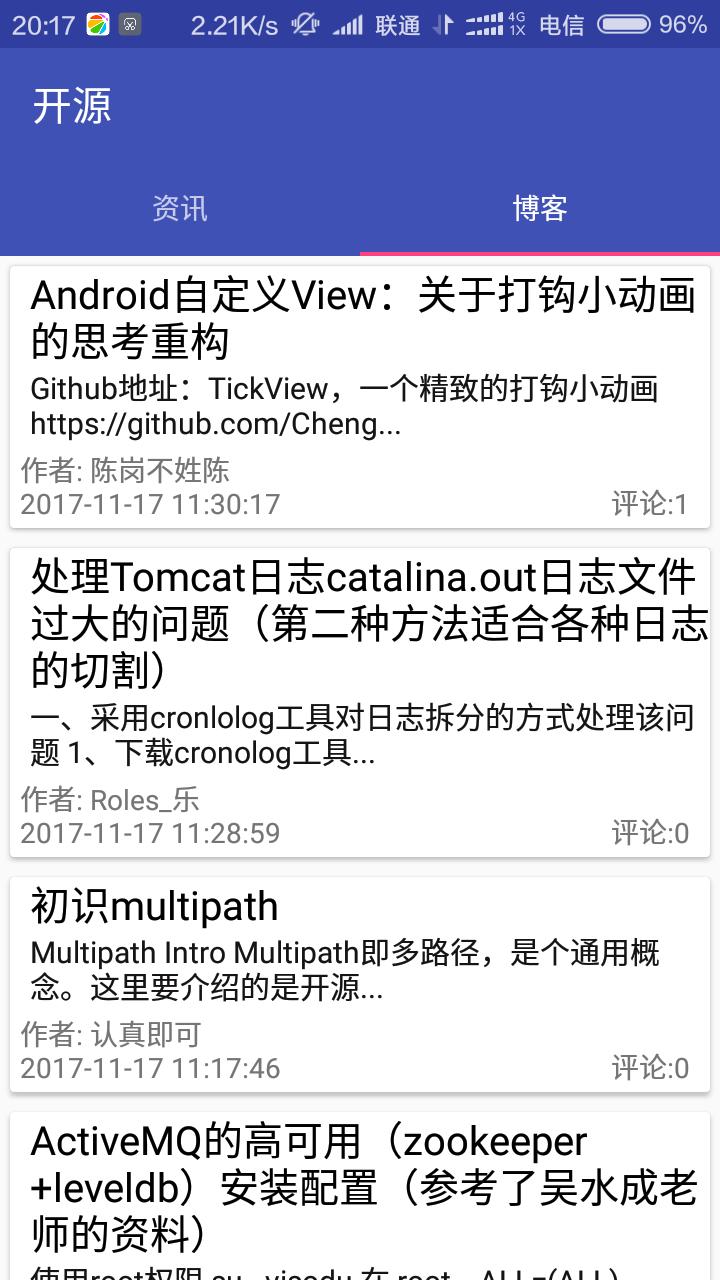 20:17 2.21K/s 联通 4G 1X 电信 96%
开源
资讯 博客
Android自定义View：关于打钩小动画
的思考重构
Github地址：TickView，一个精致的打钩小动画
https://github.com/Cheng...
作者: 陈岗不姓陈
2017-11-17 11:30:17 评论:1
处理Tomcat日志catalina.out日志文件
过大的问题（第二种方法适合各种日志
的切割）
一、采用cronlolog工具对日志拆分的方式处理该问
题 1、下载cronolog工具...
作者: Roles_乐
2017-11-17 11:28:59 评论:0
初识multipath
Multipath Intro Multipath即多路径，是个通用概
念。这里要介绍的是开源...
作者: 认真即可
2017-11-17 11:17:46 评论:0
ActiveMQ的高可用（zookeeper
+leveldb）安装配置（参考了吴水成老
师的资料）
使用root权限 su - visodu 在 root ALL=(ALL)